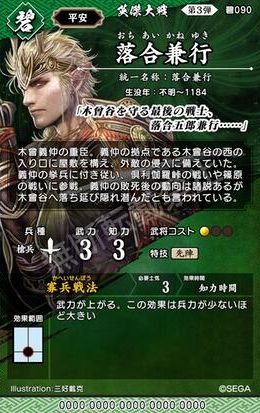 碧
平安
英傑大戦
第3弾
碧090
おち あい かね ゆき
落合兼行
統一名称：落合兼行
生没年：不明～1184
「木曾谷を守る最後の戦士、
落合五郎兼行……」
木曾義仲の重臣。義仲の拠点である木曾谷の西の
入り口に屋敷を構え、外敵の侵入に備えていた。
義仲の挙兵に付き従い、倶利伽羅峠の戦いや篠原
の戦いに参戦。義仲の敗死後の動向は諸説あるが
木曾谷へ落ち延び隠れ潜んだとも言われている。
兵種 武力 知力 武将コスト
槍兵 3 3 特技 先陣
かへいせんぽう
寡兵戦法
必要士気 3
効果時間 知力時間
効果範囲
武力が上がる。この効果は兵力が少ないほ
ど大きい
Illustration:三好載克
©SEGA
0000-0000-0000-0000-0000